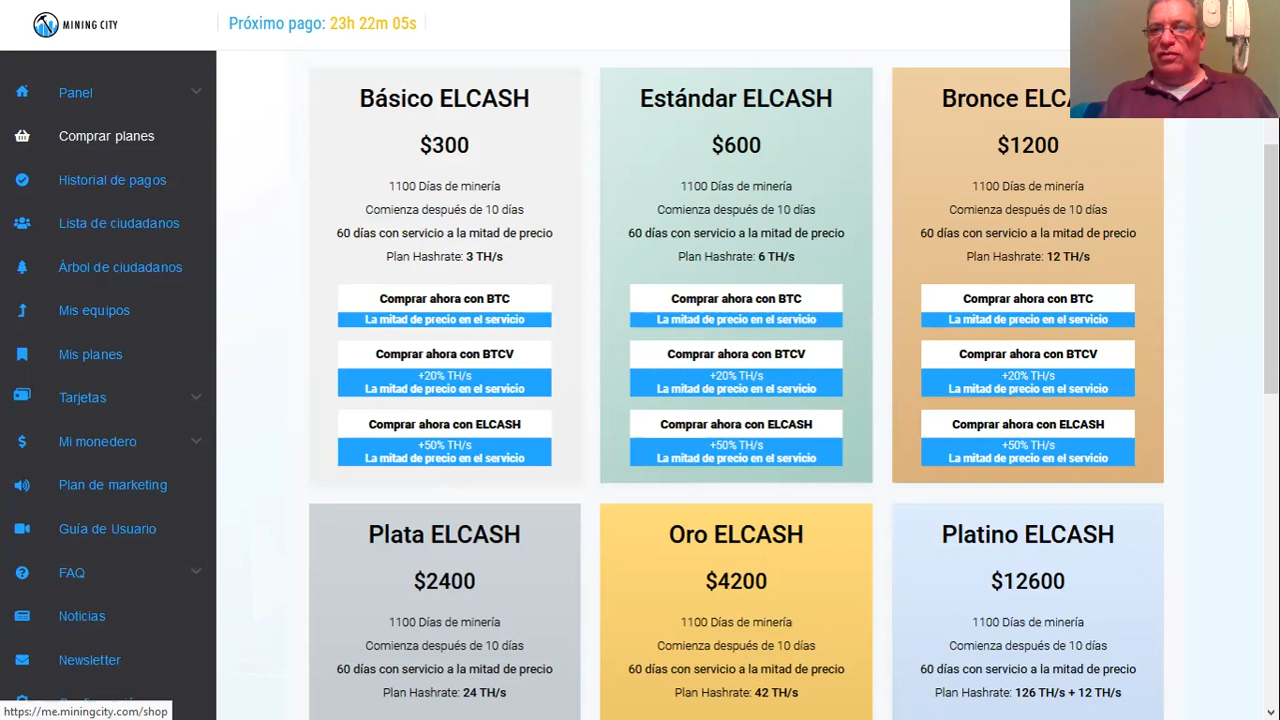 MINING CITY
Próximo pago: 23h 22m 05s
Panel
Comprar planes
Historial de pagos
Lista de ciudadanos
Árbol de ciudadanos
Mis equipos
Mis planes
Tarjetas
Mi monedero
Plan de marketing
Guía de Usuario
FAQ
Noticias
Newsletter
https://me.miningcity.com/shop
Básico ELCASH
$300
1100 Días de minería
Comienza después de 10 días
60 días con servicio a la mitad de precio
Plan Hashrate: 3 TH/s
Comprar ahora con BTC
La mitad de precio en el servicio
Comprar ahora con BTCV
+20% TH/s
La mitad de precio en el servicio
Comprar ahora con ELCASH
+50% TH/s
La mitad de precio en el servicio
Estándar ELCASH
$600
1100 Días de minería
Comienza después de 10 días
60 días con servicio a la mitad de precio
Plan Hashrate: 6 TH/s
Comprar ahora con BTC
La mitad de precio en el servicio
Comprar ahora con BTCV
+20% TH/s
La mitad de precio en el servicio
Comprar ahora con ELCASH
+50% TH/s
La mitad de precio en el servicio
Bronce
$1200
1100 Días de minería
Comienza después de 10 días
60 días con servicio a la mitad de precio
Plan Hashrate: 12 TH/s
Comprar ahora con BTC
La mitad de precio en el servicio
Comprar ahora con BTCV
+20% TH/s
La mitad de precio en el servicio
Comprar ahora con ELCASH
+50% TH/s
La mitad de precio en el servicio
Plata ELCASH
$2400
1100 Días de minería
Comienza después de 10 días
60 días con servicio a la mitad de precio
Plan Hashrate: 24 TH/s
Oro ELCASH
$4200
1100 Días de minería
Comienza después de 10 días
60 días con servicio a la mitad de precio
Plan Hashrate: 42 TH/s
Platino ELCASH
$12600
1100 Días de minería
Comienza después de 10 días
60 días con servicio a la mitad de precio
Plan Hashrate: 126 TH/s + 12 TH/s